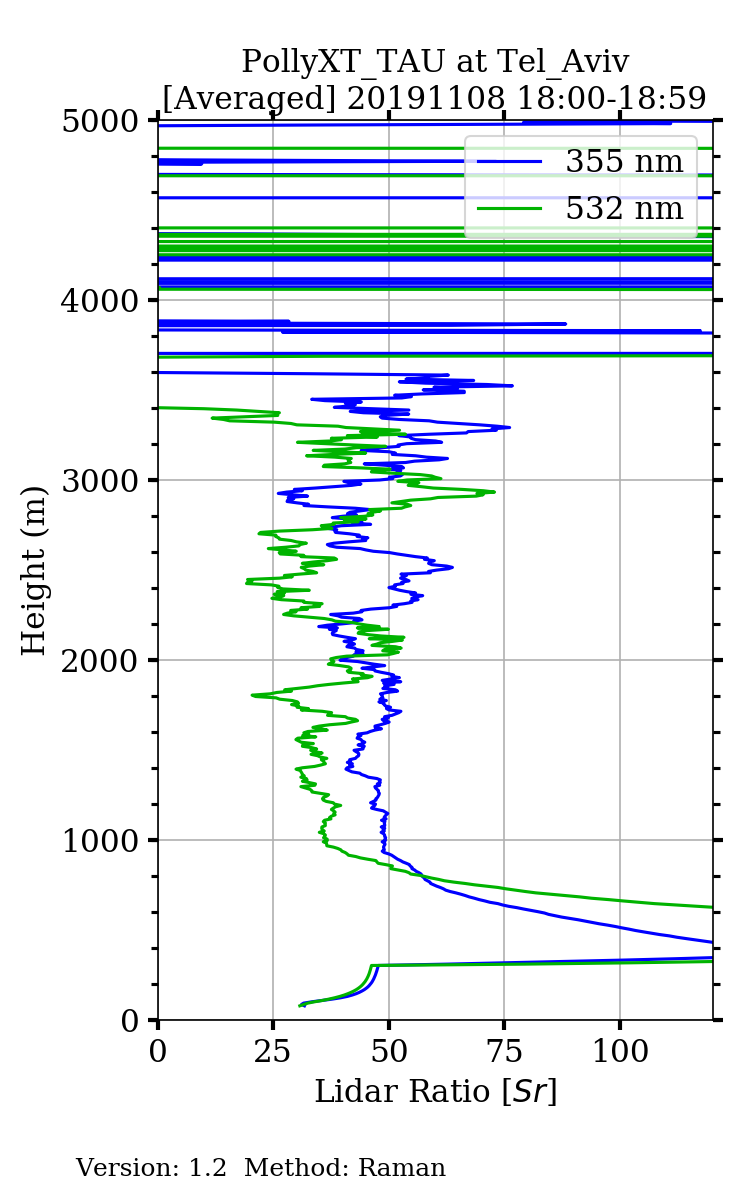 PollyXT_TAU at Tel_Aviv
[Averaged] 20191108 18:00-18:59
5000
355 nm
532 nm
4000
3000
Height (m)
2000
1000
0
0 25 50 75 100
Lidar Ratio [Sr]
Version: 1.2 Method: Raman